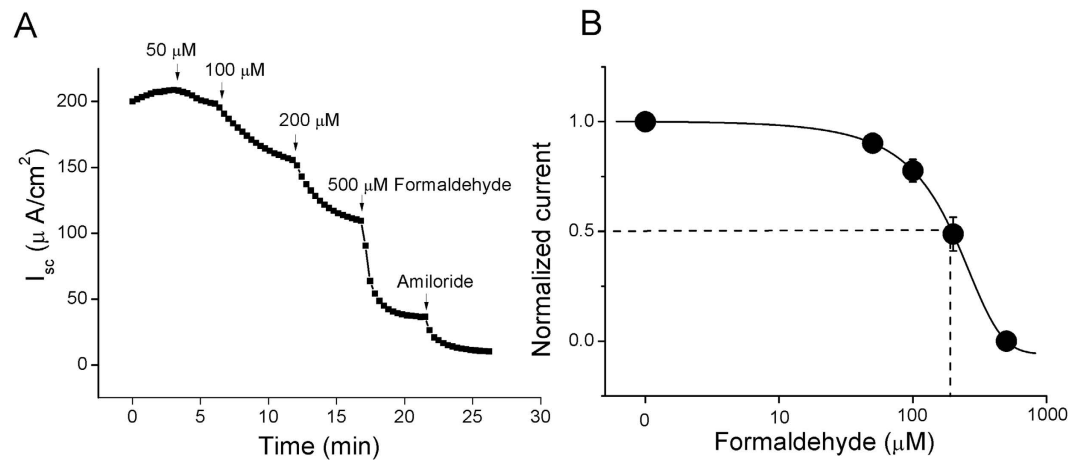 A
B
50 μM
100 μM
200 μM
500 μM Formaldehyde
Amiloride
200
150
100
50
0
I sc (μ A/cm²)
0 5 10 15 20 25 30
Time (min)
1.0
0.5
0.0
Normalized current
0 10 100 1000
Formaldehyde (μM)